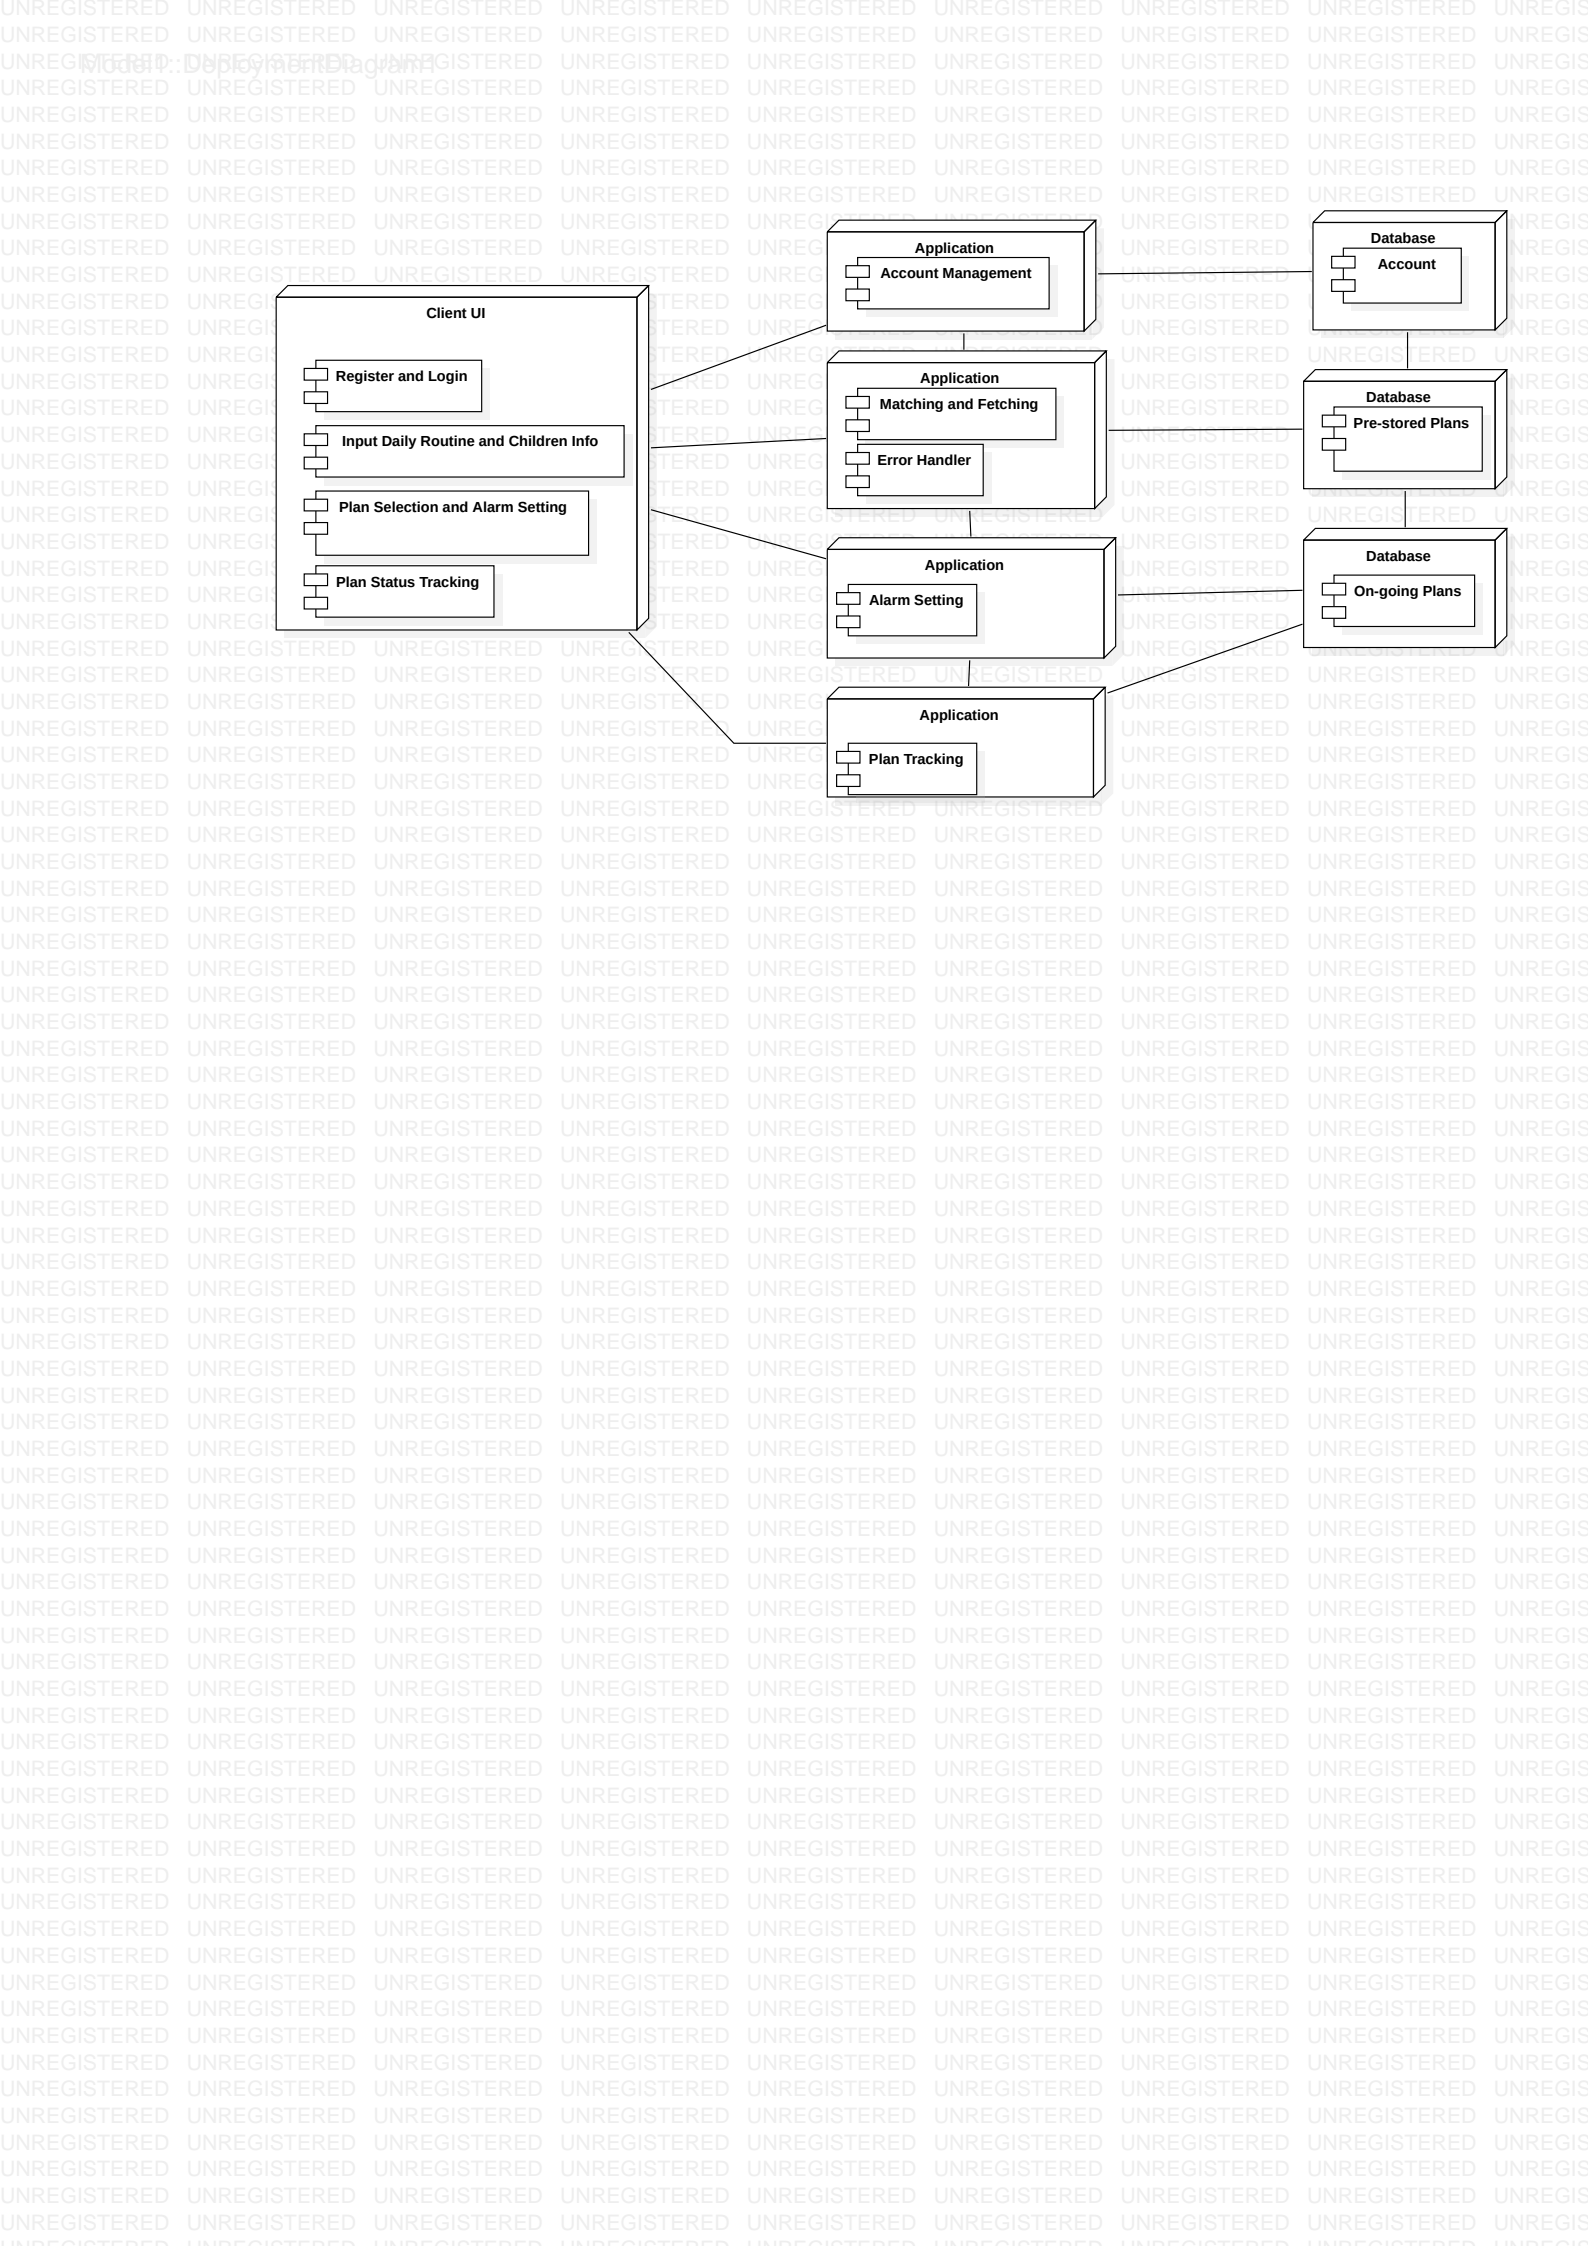 Model1::DeploymentDiagram1
Client UI
Register and Login
Input Daily Routine and Children Info
Plan Selection and Alarm Setting
Plan Status Tracking
Application
Account Management
Application
Matching and Fetching
Error Handler
Application
Alarm Setting
Application
Plan Tracking
Database
Account
Database
Pre-stored Plans
Database
On-going Plans
UNREGISTERED